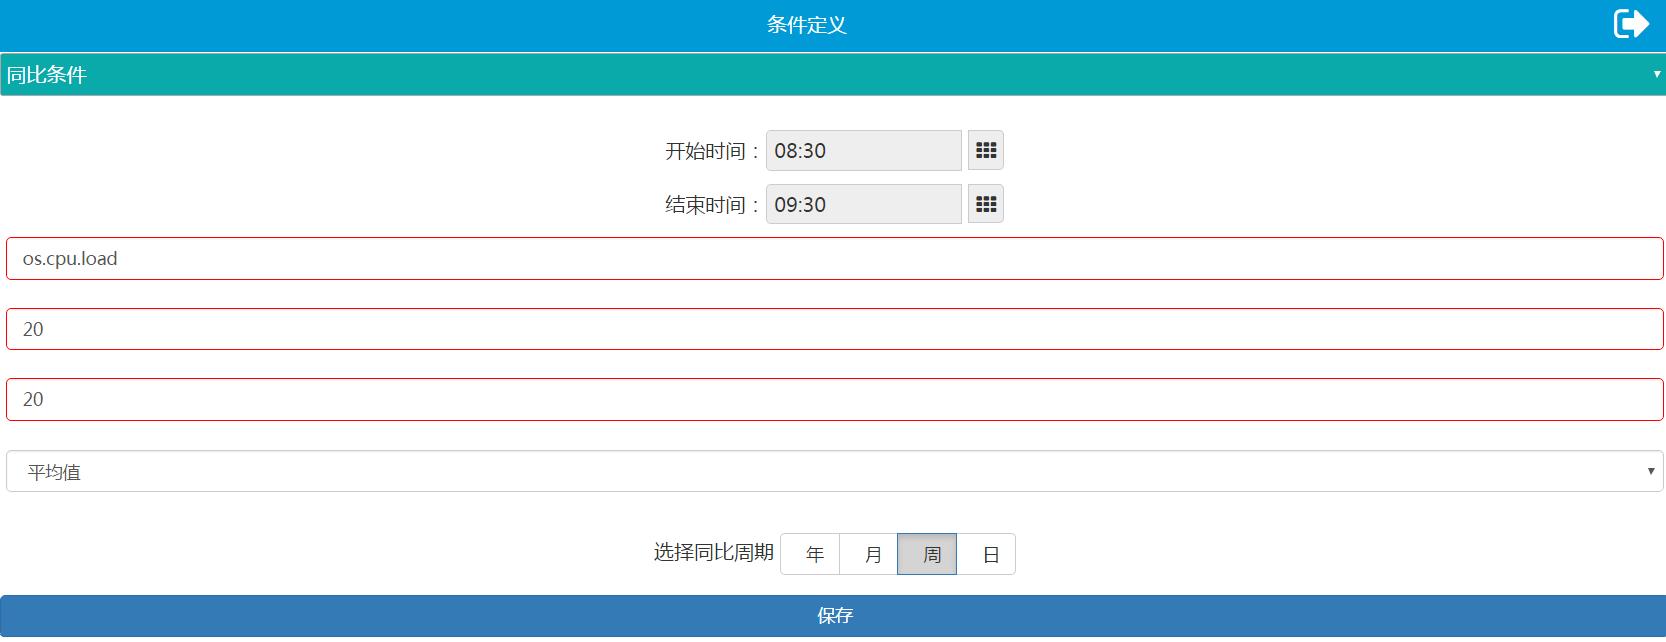 条件定义
同比条件
开始时间：08:30
结束时间：09:30
os.cpu.load
20
20
平均值
选择同比周期 年 月 周 日
保存